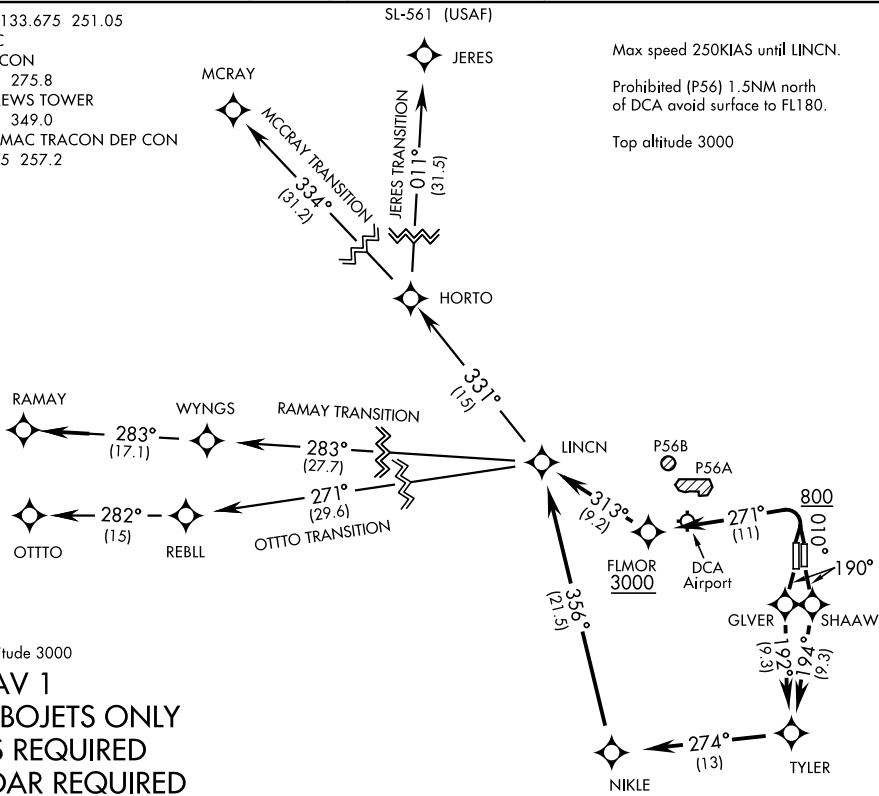 133.675 251.05
C
CON
275.8
EWS TOWER
349.0
MAC TRACON DEP CON
5 257.2
SL-561 (USAF)
JERES
Max speed 250KIAS until LINCN.
Prohibited (P56) 1.5NM north
of DCA avoid surface to FL180.
Top altitude 3000
MCRAY
MCCRAY TRANSITION
334°
(31.2)
JERES TRANSITION
011°
(31.5)
HORTO
331°
(15)
RAMAY
283°
(17.1)
WYNGS
RAMAY TRANSITION
283°
(27.7)
LINCN
P56B
P56A
313°
(9.2)
271°
(11)
800
010°
271°
(29.6)
OTTTO TRANSITION
OTTTO
282°
(15)
REBLL
FLMOR
3000
DCA
Airport
190°
GLVER
SHAAW
192°
(9.3)
194°
(9.3)
356°
(21.5)
274°
(13)
NIKLE
TYLER
tude 3000
AV 1
BOJETS ONLY
S REQUIRED
DAR REQUIRED